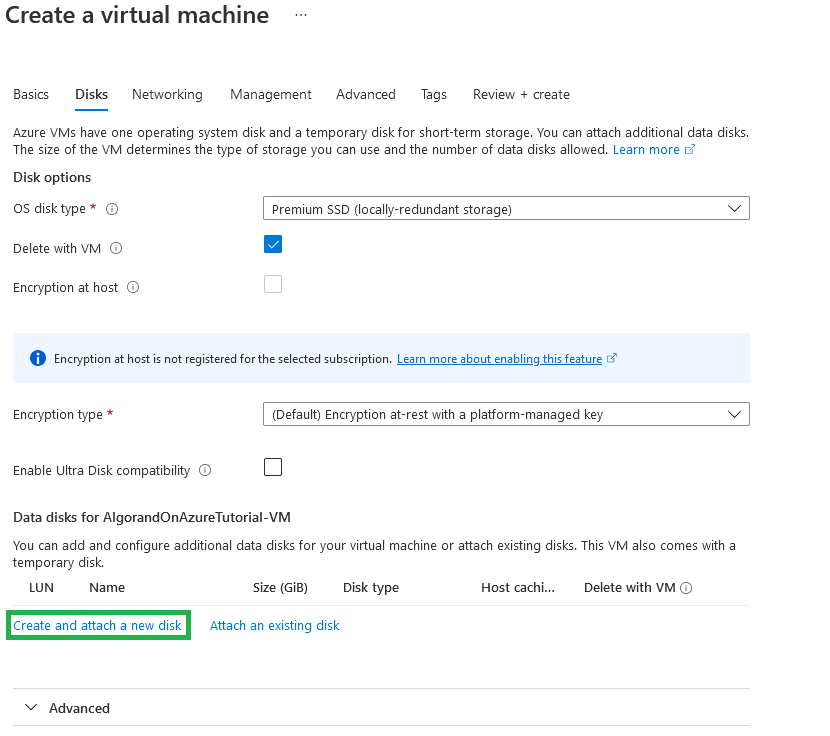 Create a virtual machine ...
Basics Disks Networking Management Advanced Tags Review + create
Azure VMs have one operating system disk and a temporary disk for short-term storage. You can attach additional data disks.
The size of the VM determines the type of storage you can use and the number of data disks allowed. Learn more
Disk options
OS disk type * Premium SSD (locally-redundant storage)
Delete with VM
Encryption at host
Encryption at host is not registered for the selected subscription. Learn more about enabling this feature
Encryption type * (Default) Encryption at-rest with a platform-managed key
Enable Ultra Disk compatibility
Data disks for AlgorandOnAzureTutorial-VM
You can add and configure additional data disks for your virtual machine or attach existing disks. This VM also comes with a
temporary disk.
LUN Name Size (GiB) Disk type Host cachi... Delete with VM
Create and attach a new disk Attach an existing disk
Advanced